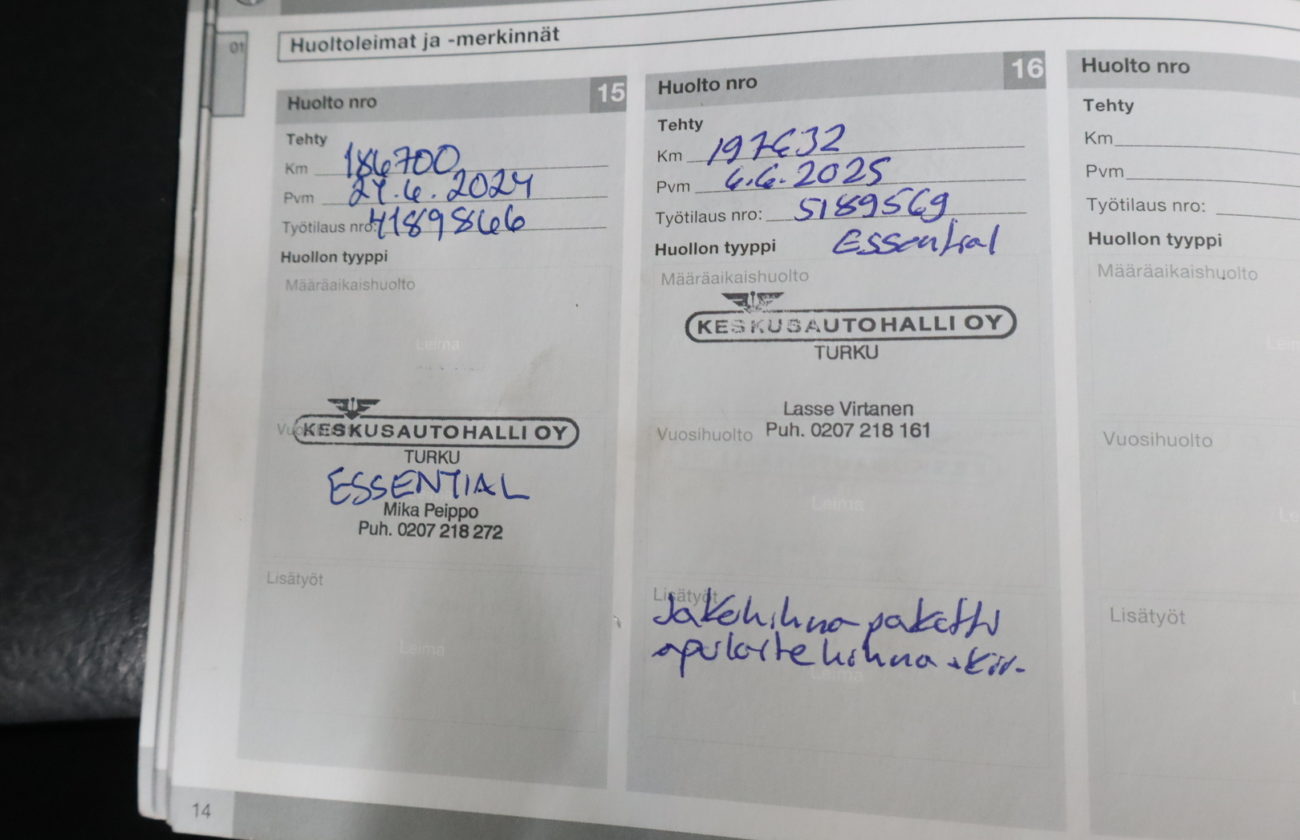 01
Huoltoleimat ja -merkinnät
Huolto nro 15
Tehty
Km 186700
Pvm 24.6.2024
Työtilaus nro: 4189866
Huollon tyyppi
Määräaikaishuolto
Leima
Vuosihuolto
KESKUSAUTOHALLI OY
TURKU
ESSENTIAL
Mika Peippo
Puh. 0207 218 272
Lisätyöt
Leima
14
Huolto nro 16
Tehty
Km 197632
Pvm 6.6.2025
Työtilaus nro: 5189569
Huollon tyyppi Essential
Määräaikaishuolto
KESKUSAUTOHALLI OY
TURKU
Lasse Virtanen
Vuosihuolto Puh. 0207 218 161
Leima
Lisätyöt
Jakohihna paketti
apulaitehihna + kir.
Leima
Huolto nro
Tehty
Km
Pvm
Työtilaus nro:
Huollon tyyppi
Määräaikaishuolto
Vuosihuolto
Lisätyöt